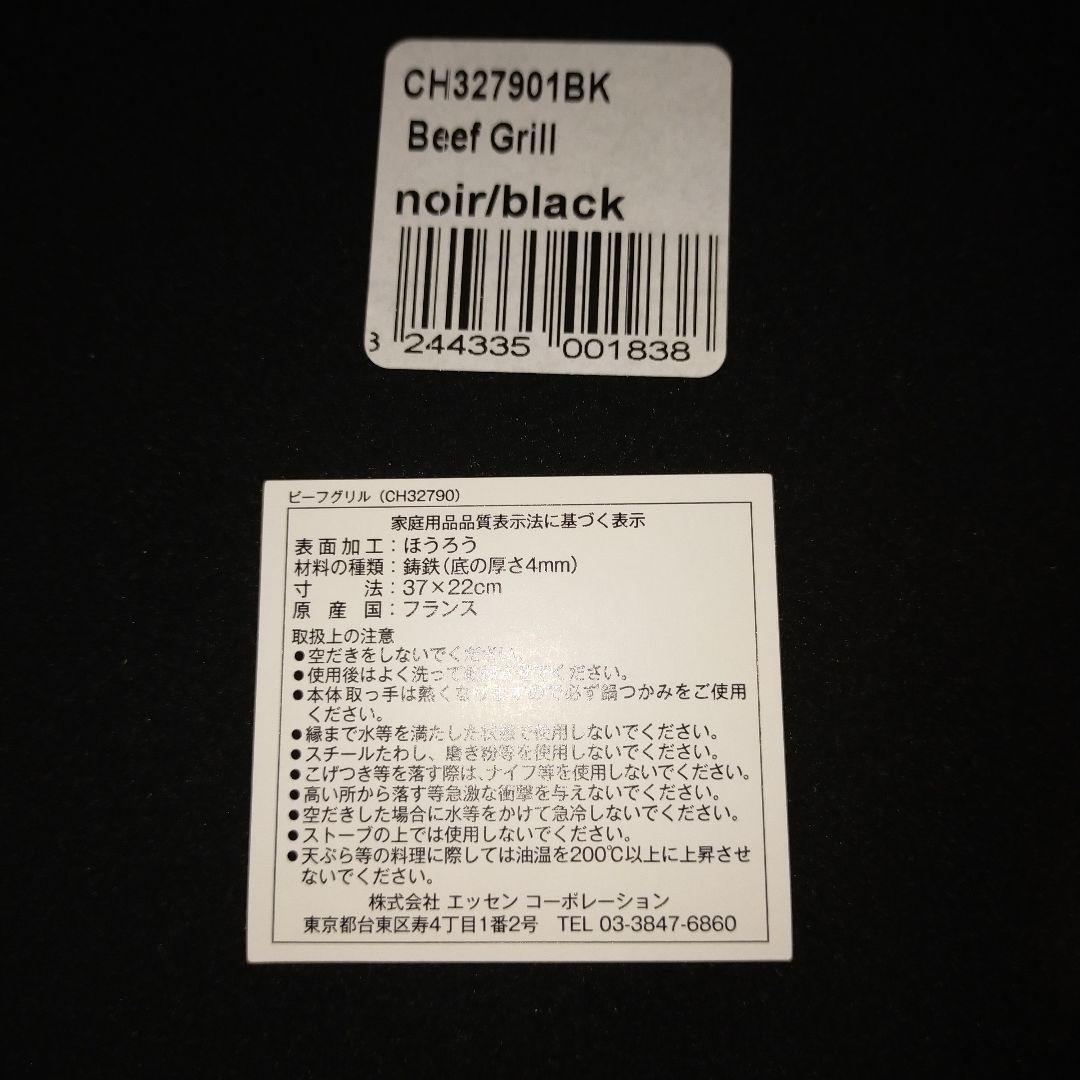 CH327901BK
Beef Grill
noir/black
3 244335 001838
ビーフグリル（CH32790）
家庭用品品質表示法に基づく表示
表面加工：ほうろう
材料の種類：鋳鉄（底の厚さ4mm）
寸法：37×22cm
原産国：フランス
取扱上の注意
●空だきをしないでください。
●使用後はよく洗って ください。
●本体取っ手は熱くなりますので必ず鍋つかみをご使用
ください。
●縁まで水等を満たした状態で使用しないでください。
●スチールたわし、磨き粉等を使用しないでください。
●こげつき等を落す際は、ナイフ等を使用しないでください。
●高い所から落す等急激な衝撃を与えないでください。
●空だきした場合に水等をかけて急冷しないでください。
●ストーブの上では使用しないでください。
●天ぷら等の料理に際しては油温を200℃以上に上昇させ
ないでください。
株式会社 エッセン コーポレーション
東京都台東区寿4丁目1番2号 TEL 03-3847-6860